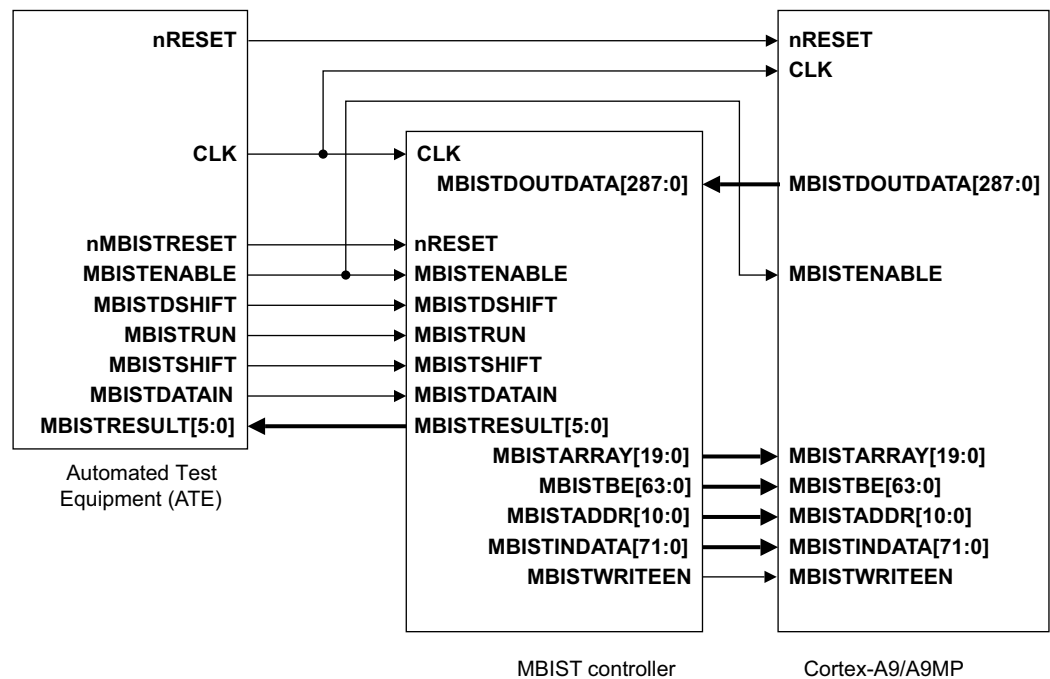 nRESET
CLK
nMBISTRESET
MBISTENABLE
MBISTDSHIFT
MBISTRUN
MBISTSHIFT
MBISTDATAIN
MBISTRESULT[5:0]
Automated Test
Equipment (ATE)
CLK
MBISTDOUTDATA[287:0]
nRESET
MBISTENABLE
MBISTDSHIFT
MBISTRUN
MBISTSHIFT
MBISTDATAIN
MBISTRESULT[5:0]
MBISTARRAY[19:0]
MBISTBE[63:0]
MBISTADDR[10:0]
MBISTINDATA[71:0]
MBISTWRITEEN
MBIST controller
nRESET
CLK
MBISTDOUTDATA[287:0]
MBISTENABLE
MBISTARRAY[19:0]
MBISTBE[63:0]
MBISTADDR[10:0]
MBISTINDATA[71:0]
MBISTWRITEEN
Cortex-A9/A9MP